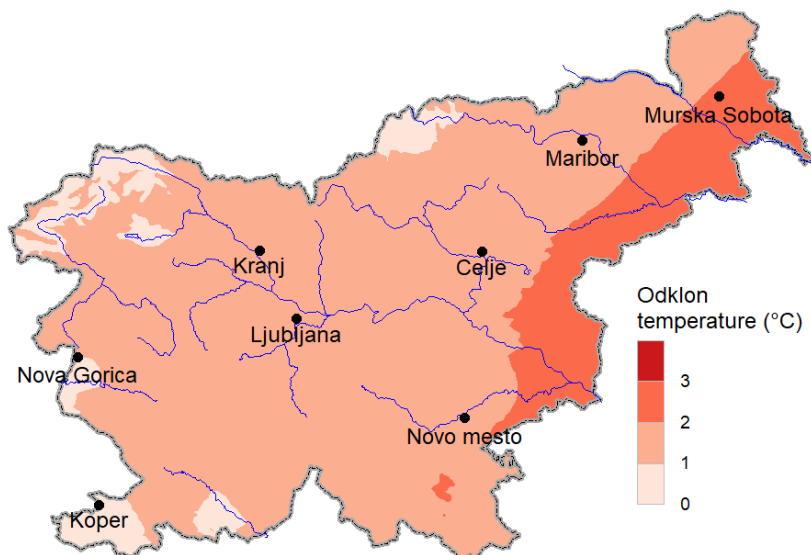 Murska Sobota
Maribor
Kranj
Celje
Ljubljana
Nova Gorica
Novo mesto
Koper
Odklon
temperature (°C)
3
2
1
0